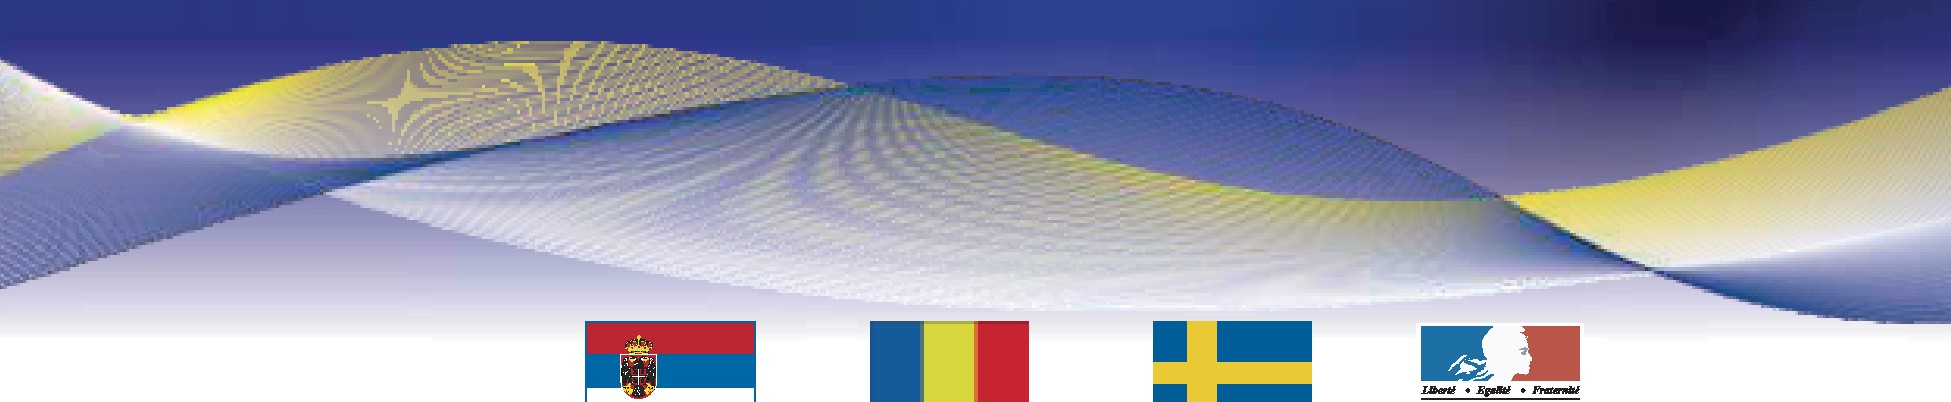 Liberté • Egalité • Fraternité